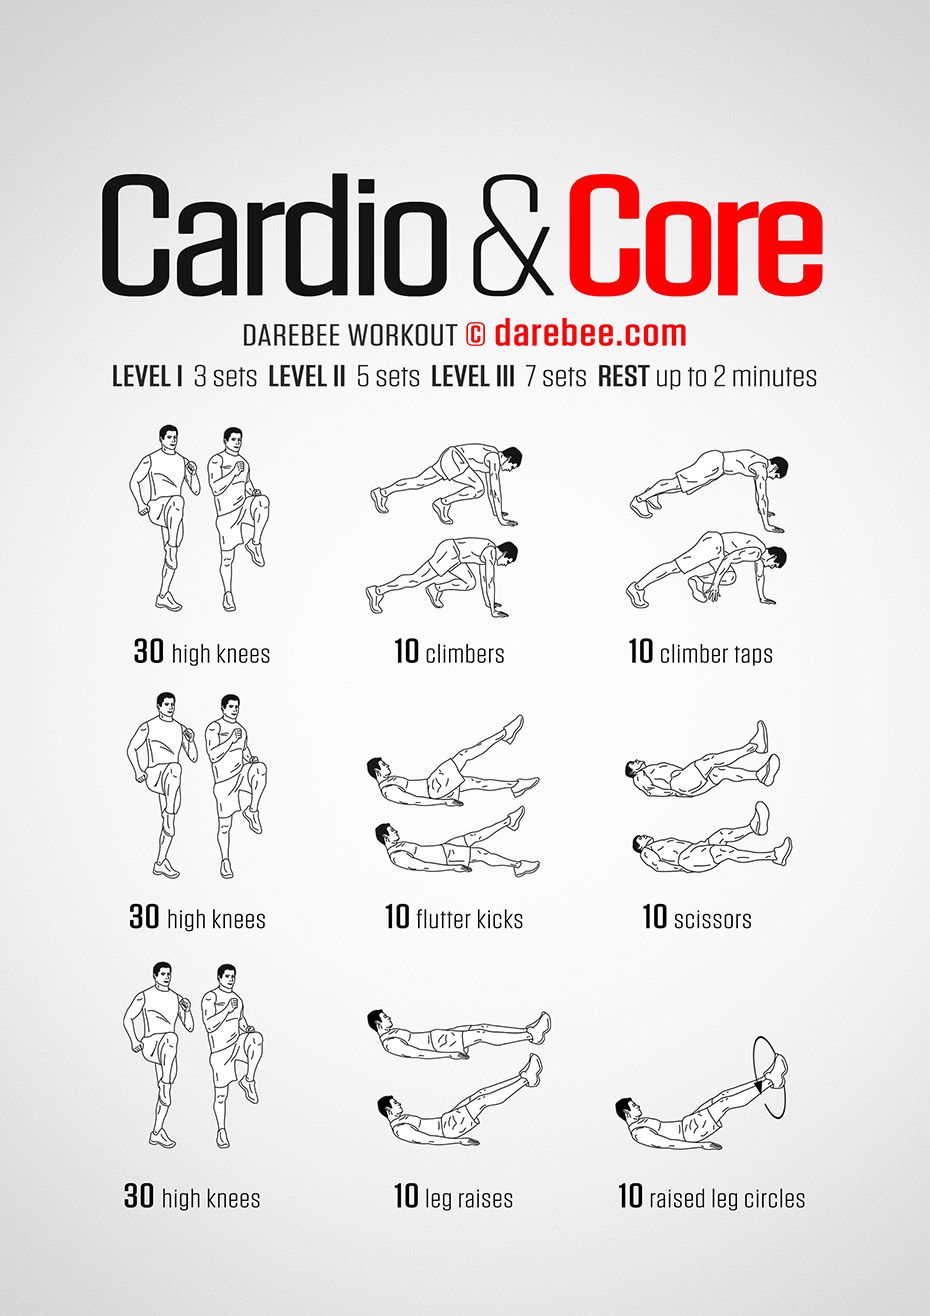 Cardio & Core
DAREBEE WORKOUT © darebee.com
LEVEL I 3 sets LEVEL II 5 sets LEVEL III 7 sets REST up to 2 minutes
30 high knees
10 climbers
10 climber taps
30 high knees
10 flutter kicks
10 scissors
30 high knees
10 leg raises
10 raised leg circles